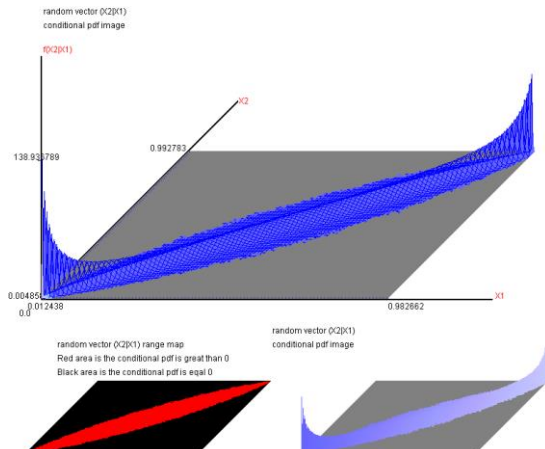 random vector (X2|X1)
conditional pdf image
f(X2|X1)
X2
0.992783
138.936789
0.00485
0.012438
0.0
0.982662
X1
random vector (X2|X1) range map
Red area is the conditional pdf is great than 0
Black area is the conditional pdf is eqal 0
random vector (X2|X1)
conditional pdf image